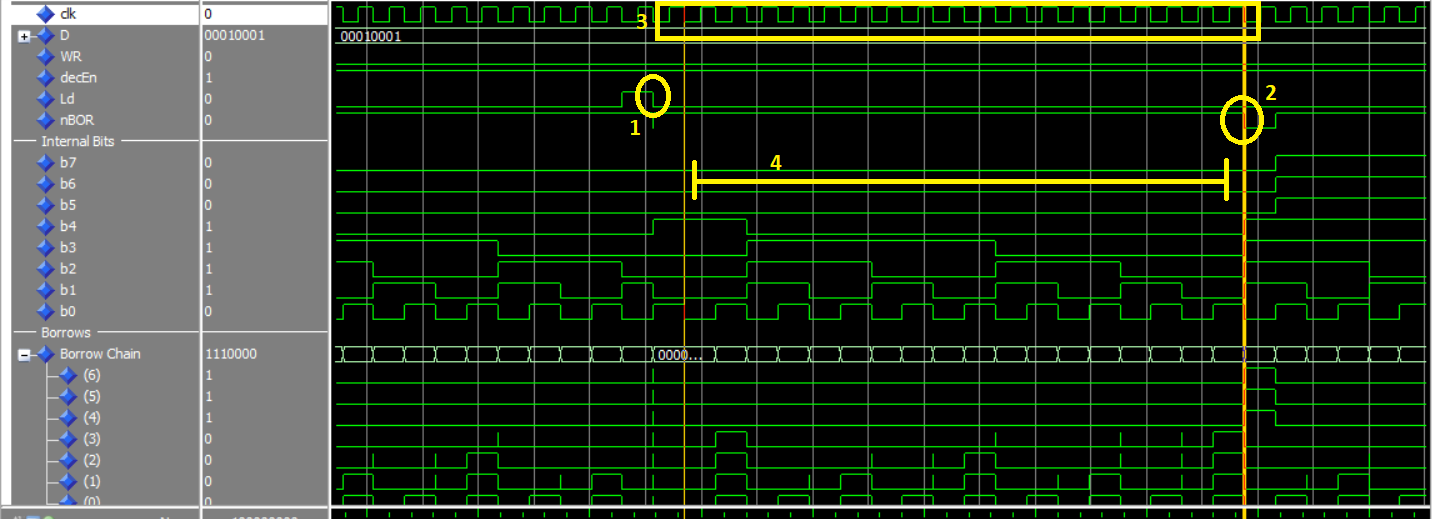 clk 0 3
D 00010001 00010001
WR 0
decEn 1
Ld 0 2
nBOR 0 1
Internal Bits
b7 0 4
b6 0
b5 0
b4 1
b3 1
b2 1
b1 1
b0 0
Borrows
Borrow Chain 1110000 0000...
(6) 1
(5) 1
(4) 1
(3) 0
(2) 0
(1) 0
(0) 0